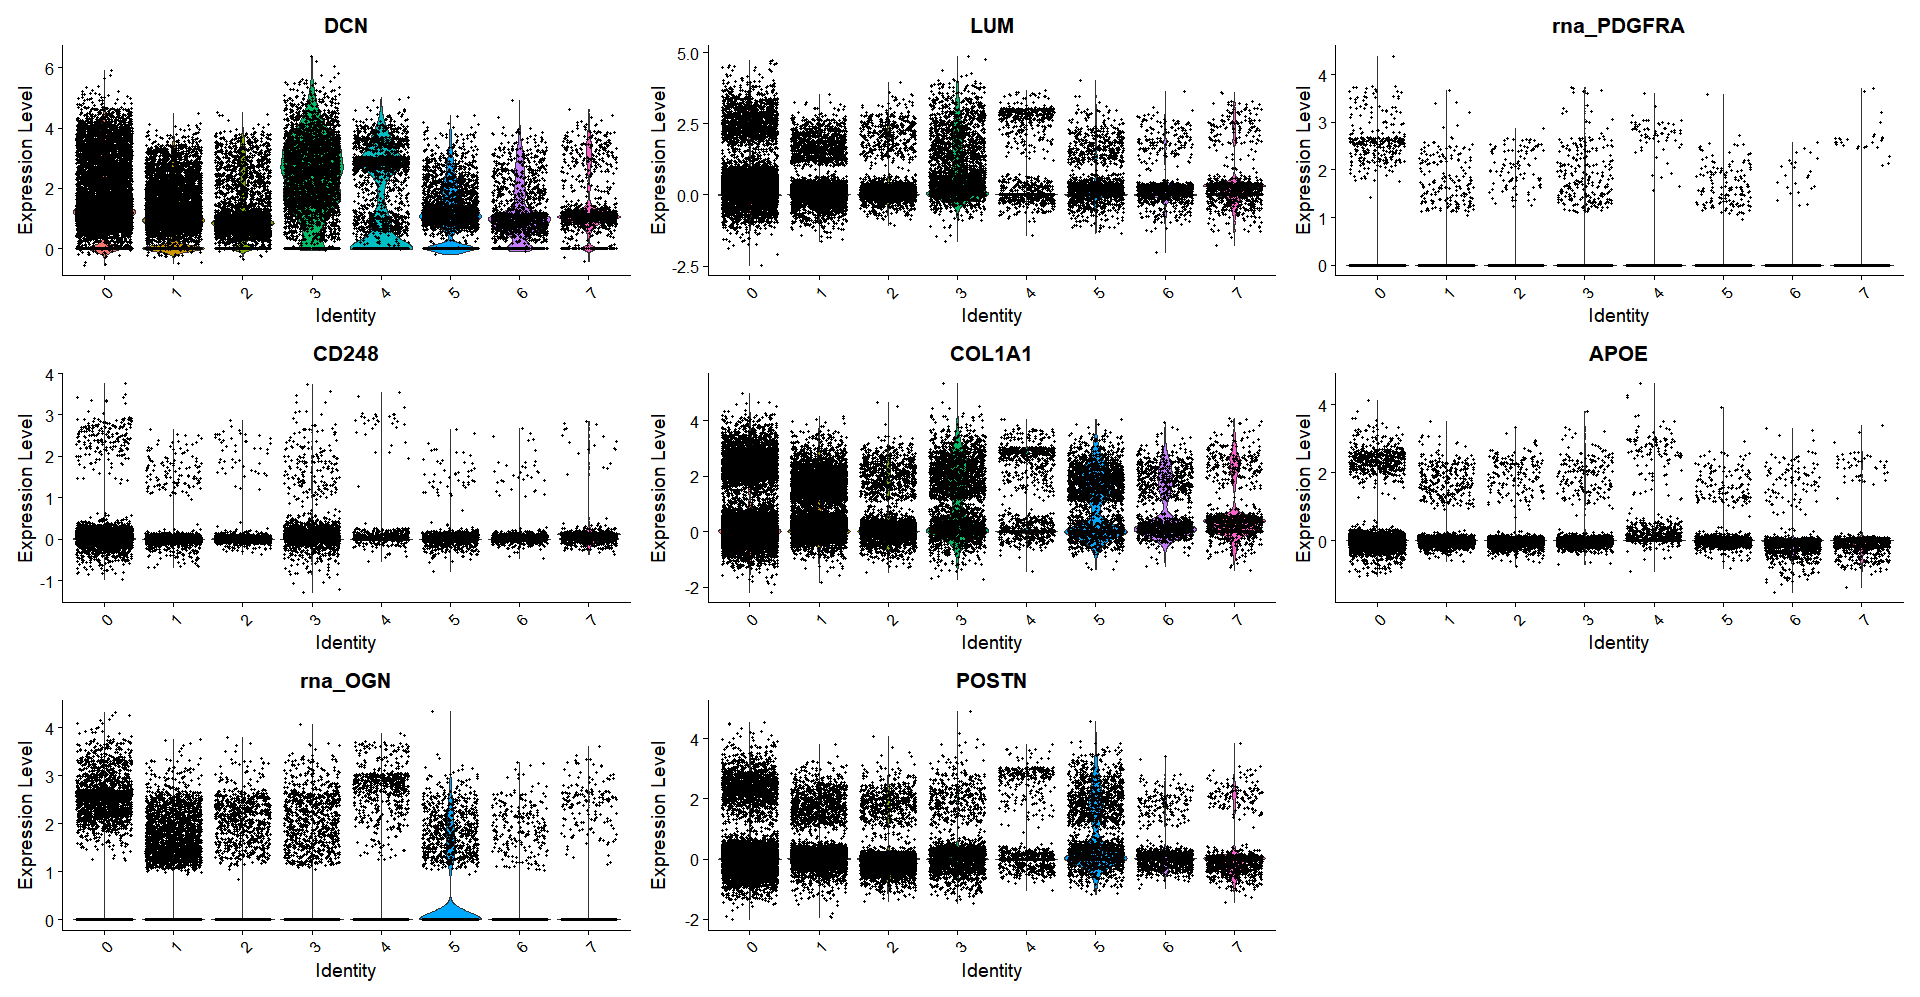 DCN
Expression Level
6
4
2
0
0 1 2 3 4 5 6 7
Identity
LUM
Expression Level
5.0
2.5
0.0
-2.5
0 1 2 3 4 5 6 7
Identity
rna_PDGFRA
Expression Level
4
3
2
1
0
0 1 2 3 4 5 6 7
Identity
CD248
Expression Level
4
3
2
1
0
-1
0 1 2 3 4 5 6 7
Identity
COL1A1
Expression Level
4
2
0
-2
0 1 2 3 4 5 6 7
Identity
APOE
Expression Level
4
2
0
0 1 2 3 4 5 6 7
Identity
rna_OGN
Expression Level
4
3
2
1
0
0 1 2 3 4 5 6 7
Identity
POSTN
Expression Level
4
2
0
-2
0 1 2 3 4 5 6 7
Identity